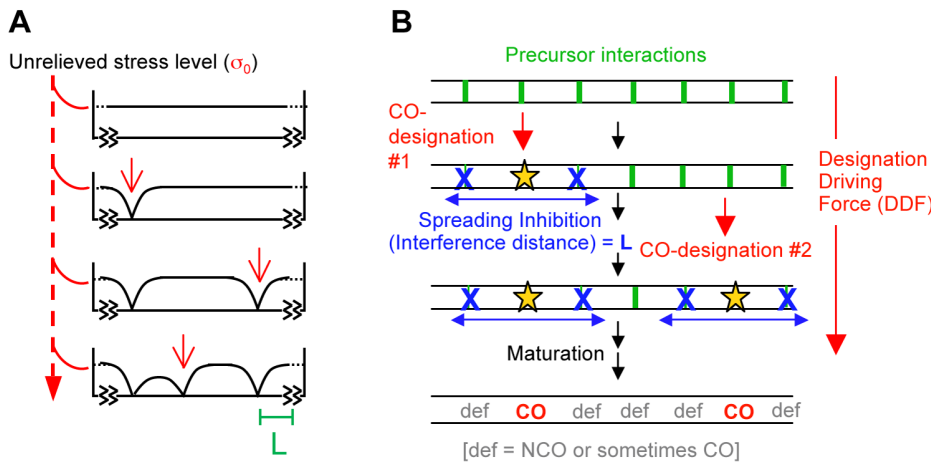 A
Unrelieved stress level (σ0)
L
B
Precursor interactions
CO-
designation
#1
Spreading Inhibition
(Interference distance) = L
CO-designation #2
Designation
Driving
Force (DDF)
Maturation
def CO def def def CO def
[def = NCO or sometimes CO]